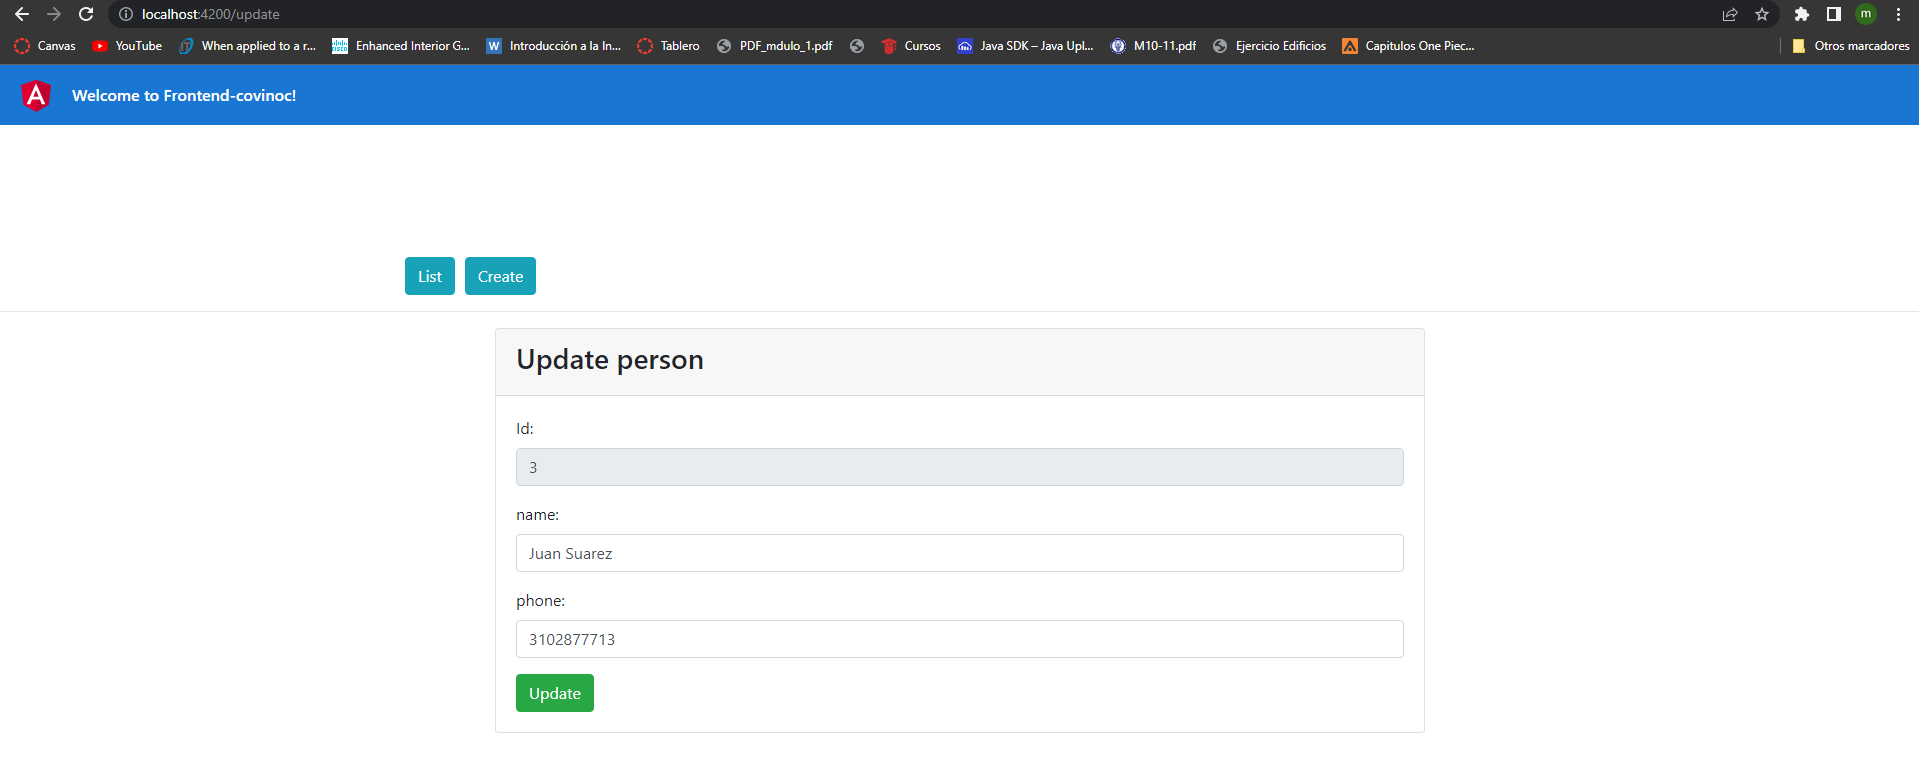 localhost:4200/update
m
Canvas YouTube When applied to a r... Enhanced Interior G... W Introducción a la In... Tablero PDF_mdulo_1.pdf Cursos Java SDK – Java Upl... M10-11.pdf Ejercicio Edificios Capitulos One Piec... Otros marcadores
A Welcome to Frontend-covinoc!
List Create
Update person
Id:
3
name:
Juan Suarez
phone:
3102877713
Update